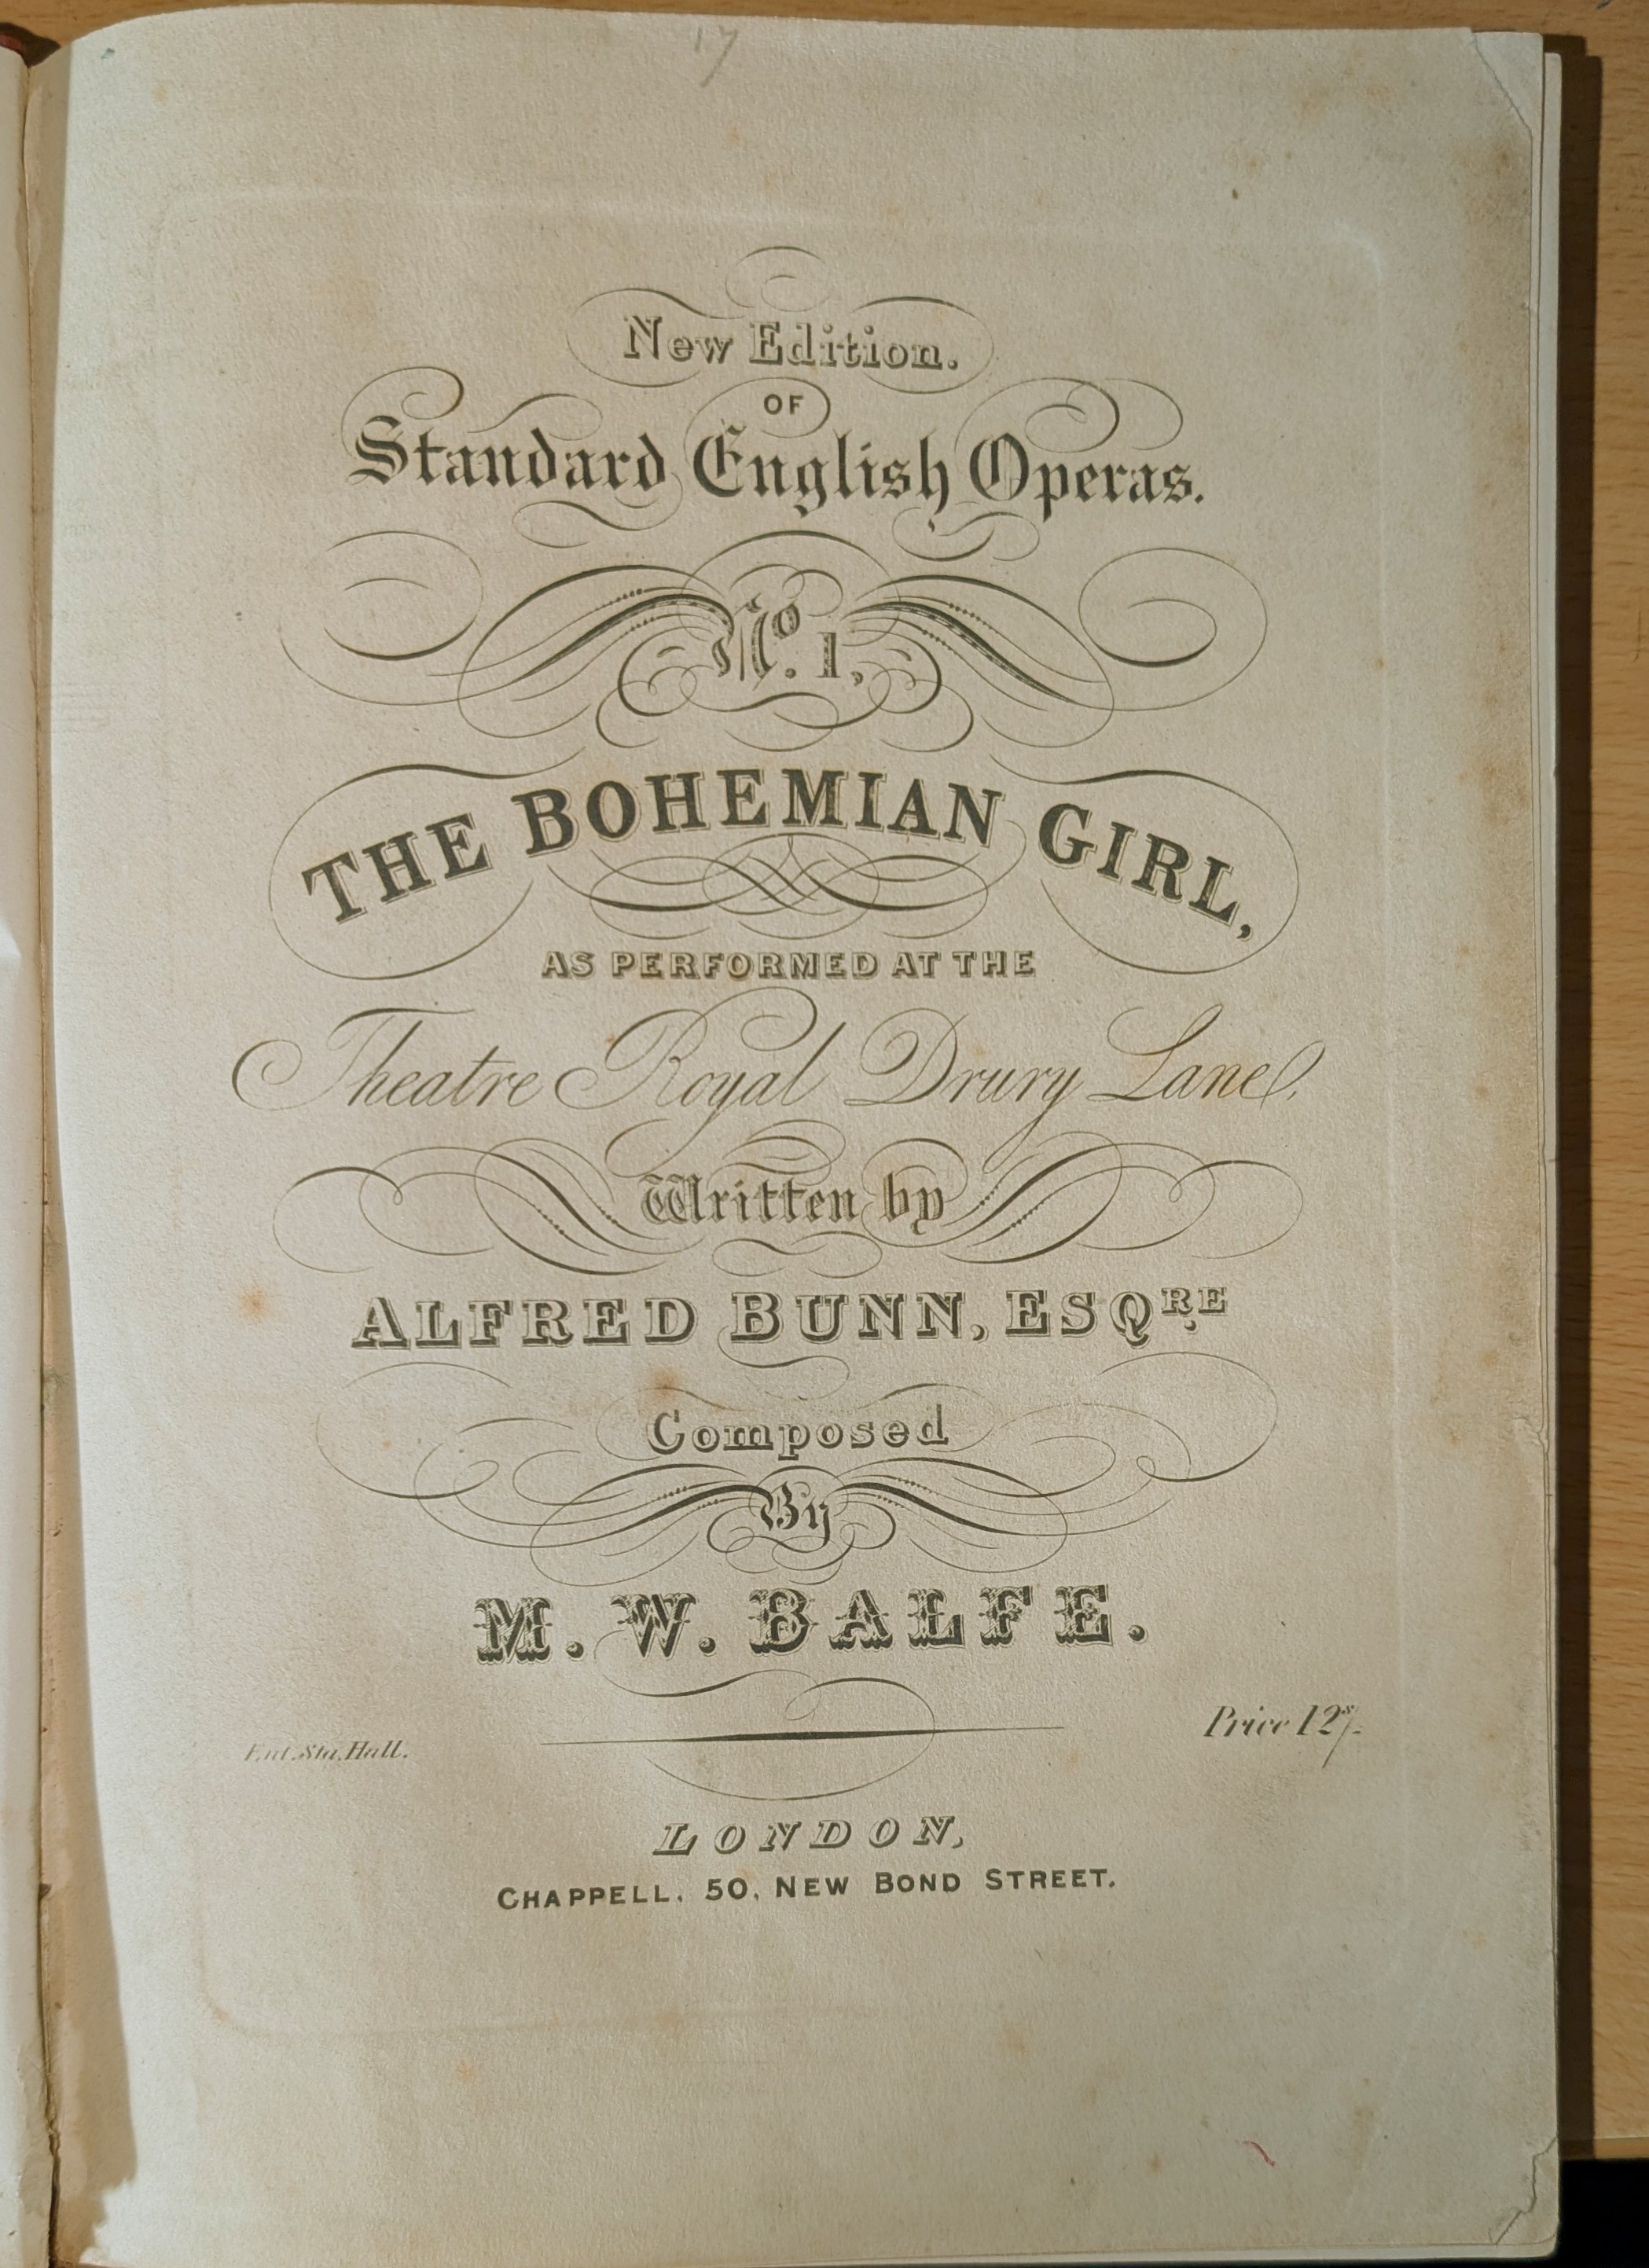 17
New Edition.
OF
Standard English Operas.
No. 1,
THE BOHEMIAN GIRL,
AS PERFORMED AT THE
Theatre Royal Drury Lane,
Written by
ALFRED BUNN, ESQRE
Composed
By
M. W. BALFE.
Ent. Sta. Hall.
Price 12s/-
LONDON,
CHAPPELL, 50, NEW BOND STREET.